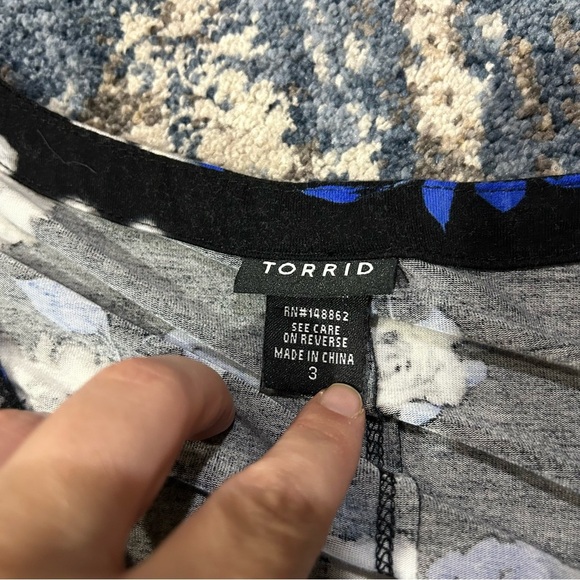 TORRID
RN#148862
SEE CARE
ON REVERSE
MADE IN CHINA
3